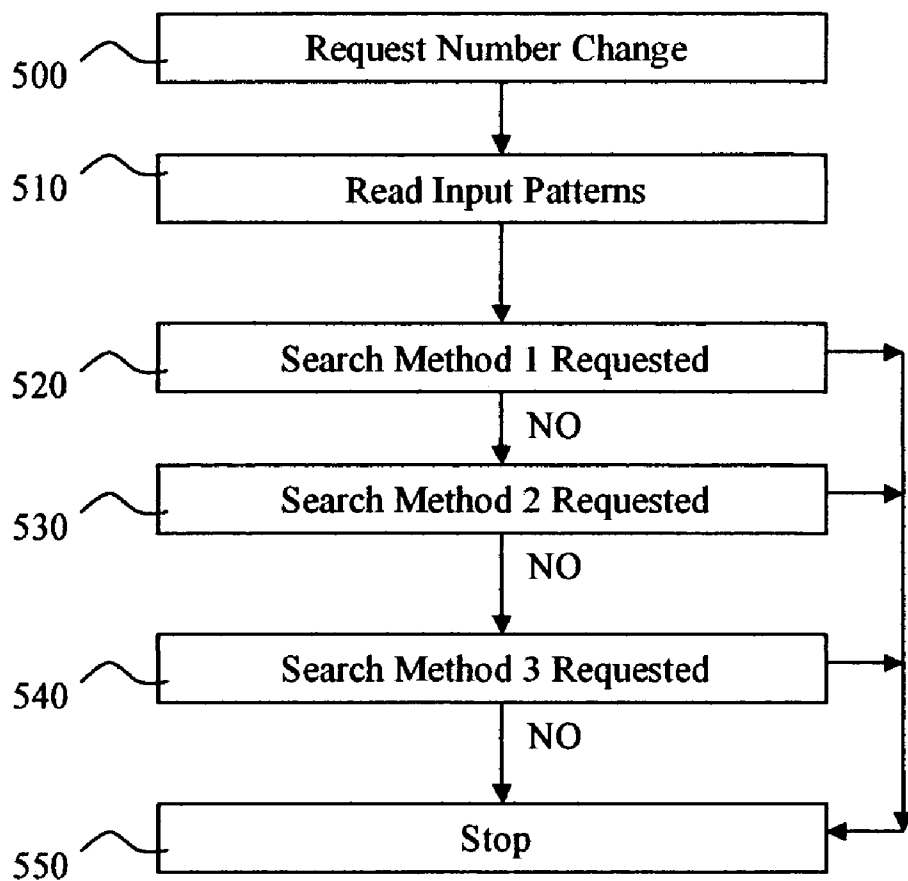 Request Number Change
500
Read Input Patterns
510
Search Method 1 Requested
520
NO
Search Method 2 Requested
530
NO
Search Method 3 Requested
540
NO
Stop
550